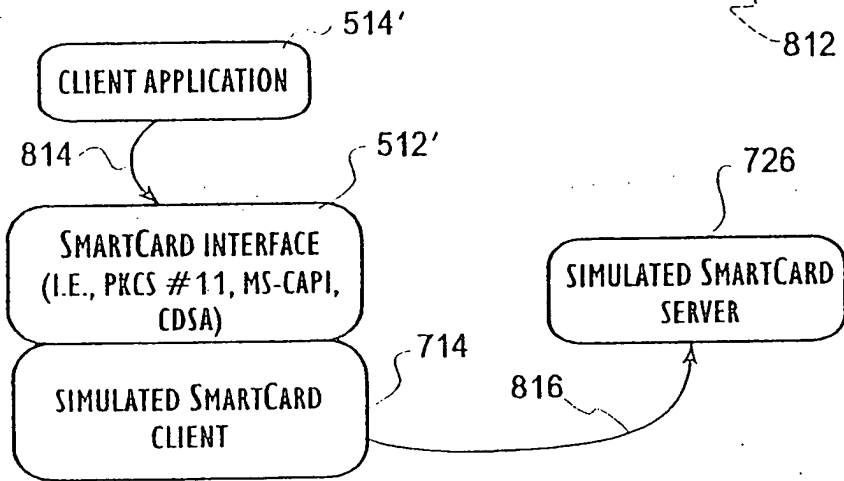 514'
812
CLIENT APPLICATION
814
512'
726
SMARTCARD INTERFACE
(I.E., PKCS #11, MS-CAPI,
CDSA)
SIMULATED SMARTCARD
SERVER
714
SIMULATED SMARTCARD
CLIENT
816